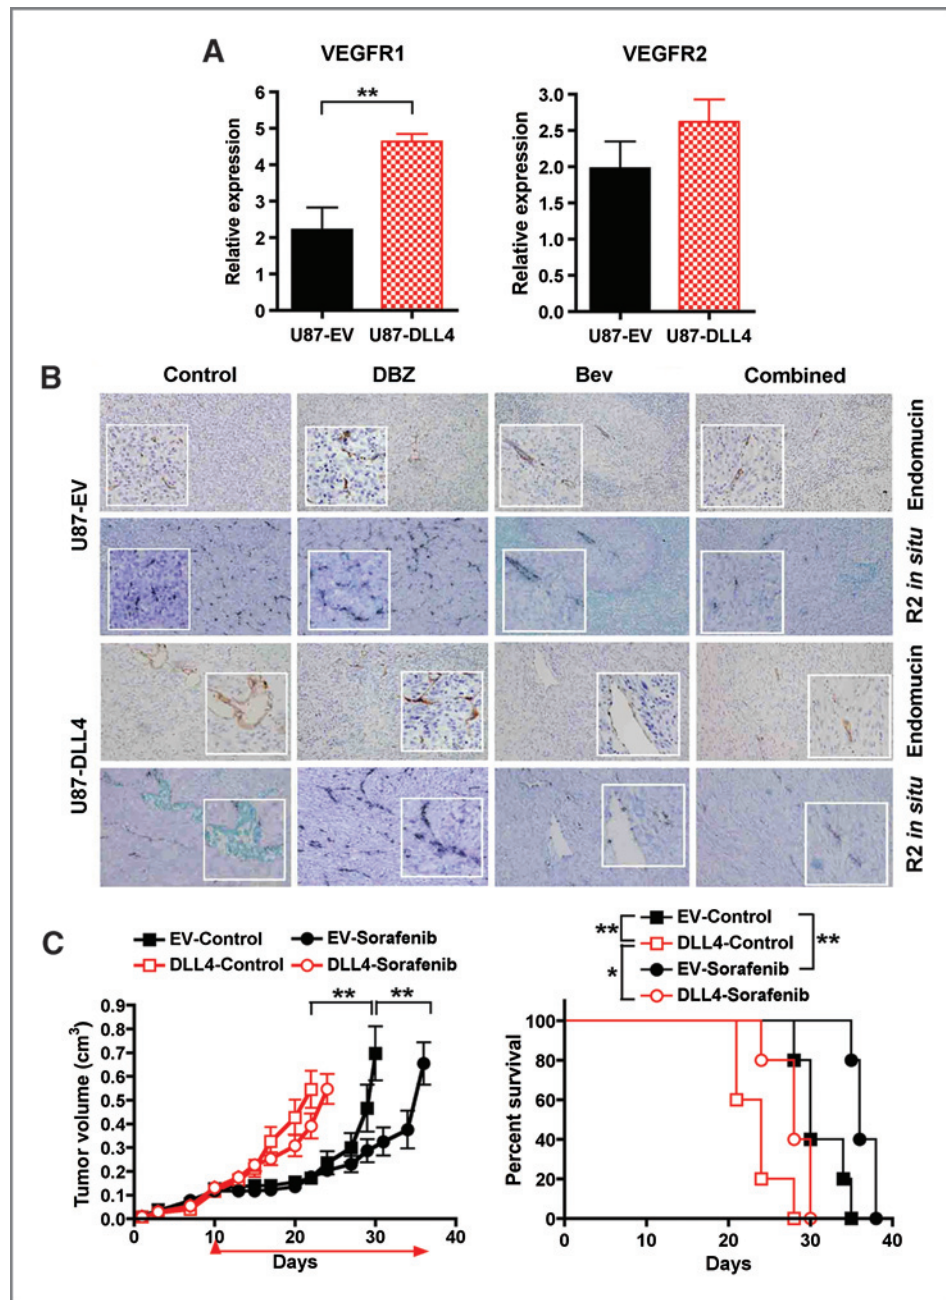 A
VEGFR1
VEGFR2
**
Relative expression
6
5
4
3
2
1
0
U87-EV
U87-DLL4
Relative expression
3.0
2.5
2.0
1.5
1.0
0.5
0.0
U87-EV
U87-DLL4
B
Control
DBZ
Bev
Combined
U87-EV
Endomucin
R2 in situ
U87-DLL4
Endomucin
R2 in situ
C
EV-Control
EV-Sorafenib
DLL4-Control
DLL4-Sorafenib
**
**
Tumor volume (cm3)
0.9
0.8
0.7
0.6
0.5
0.4
0.3
0.2
0.1
0.0
0
10
20
30
40
Days
EV-Control
DLL4-Control
EV-Sorafenib
DLL4-Sorafenib
**
*
**
Percent survival
100
80
60
40
20
0
0
20
40
Days